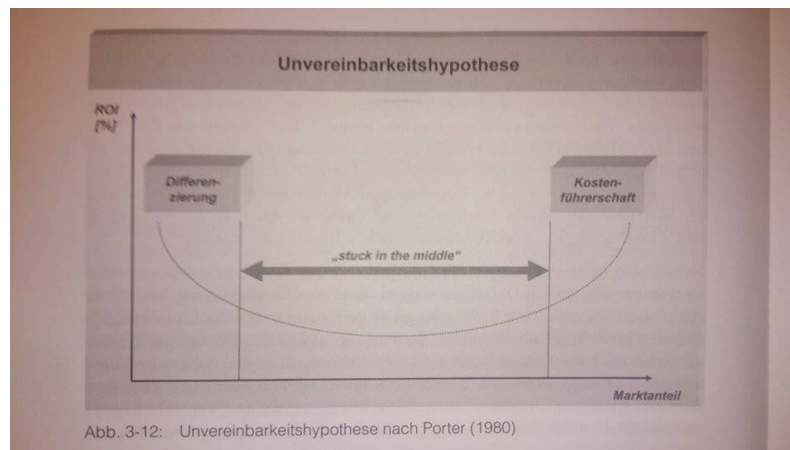 Unvereinbarkeitshypothese
ROI
[%]
Differen-
zierung
Kosten-
führerschaft
„stuck in the middle“
Marktanteil
Abb. 3-12: Unvereinbarkeitshypothese nach Porter (1980)